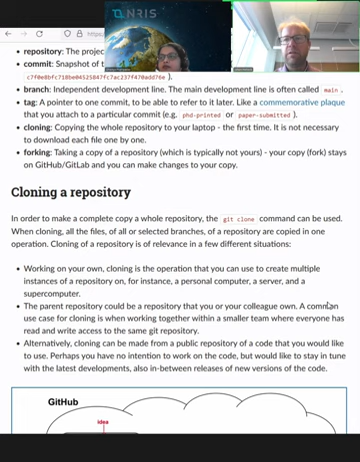 NRIS
https:
• repository: The projec
• commit: Snapshot of t
c7f0e8bfc718be04525847fc7ac237f470add76e ).
• branch: Independent development line. The main development line is often called main .
• tag: A pointer to one commit, to be able to refer to it later. Like a commemorative plaque
that you attach to a particular commit (e.g. phd-printed or paper-submitted ).
• cloning: Copying the whole repository to your laptop - the first time. It is not necessary
to download each file one by one.
• forking: Taking a copy of a repository (which is typically not yours) - your copy (fork) stays
on GitHub/GitLab and you can make changes to your copy.
Cloning a repository
In order to make a complete copy a whole repository, the git clone command can be used.
When cloning, all the files, of all or selected branches, of a repository are copied in one
operation. Cloning of a repository is of relevance in a few different situations:
• Working on your own, cloning is the operation that you can use to create multiple
instances of a repository on, for instance, a personal computer, a server, and a
supercomputer.
• The parent repository could be a repository that you or your colleague own. A common
use case for cloning is when working together within a smaller team where everyone has
read and write access to the same git repository.
• Alternatively, cloning can be made from a public repository of a code that you would like
to use. Perhaps you have no intention to work on the code, but would like to stay in tune
with the latest developments, also in-between releases of new versions of the code.
GitHub
Idea